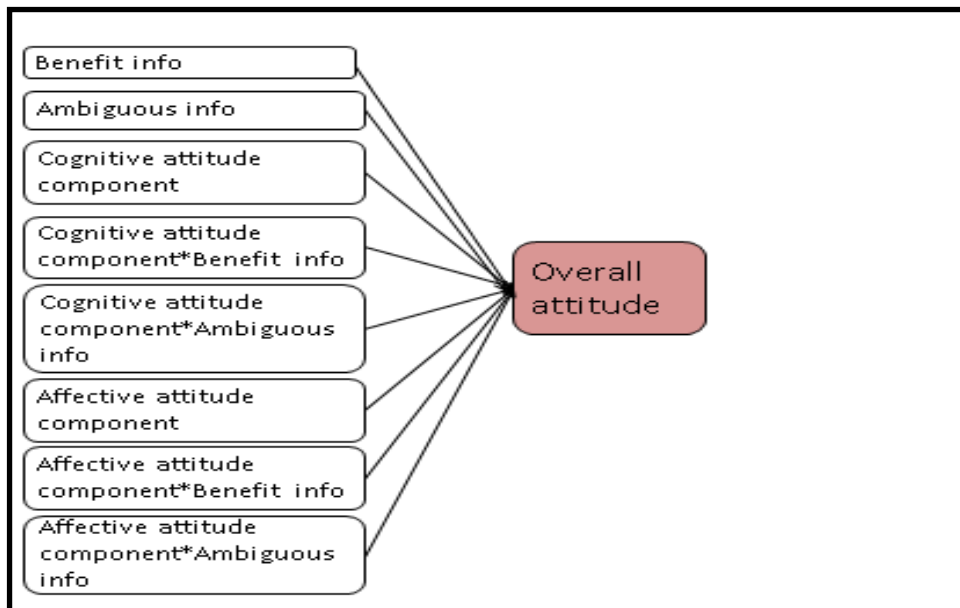 Benefit info
Ambiguous info
Cognitive attitude
component
Cognitive attitude
component*Benefit info
Cognitive attitude
component*Ambiguous
info
Affective attitude
component
Affective attitude
component*Benefit info
Affective attitude
component*Ambiguous
info
Overall
attitude